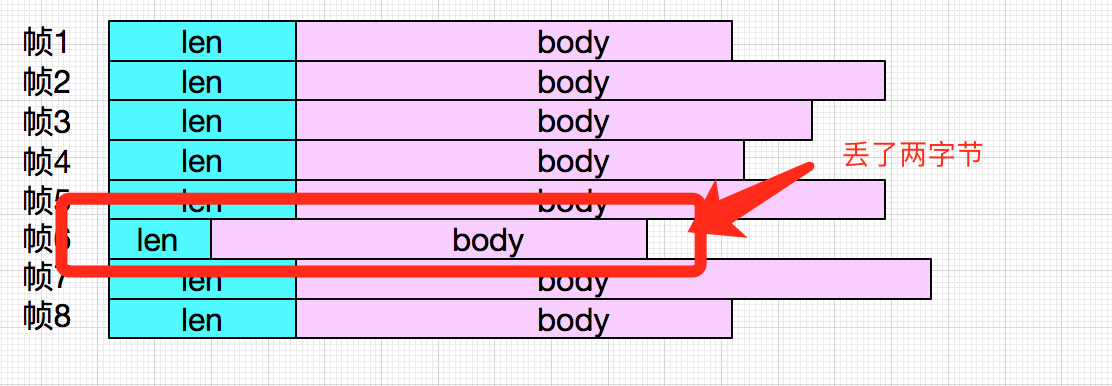 帧1 len body
帧2 len body
帧3 len body
帧4 len body
丢了两字节
帧5 len body
帧6 len body
帧7 len body
帧8 len body